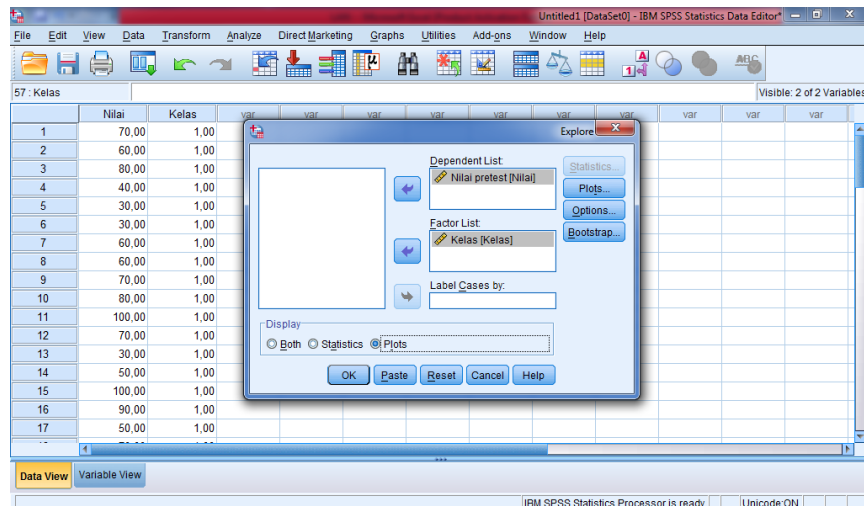 Untitled1 [DataSet0] - IBM SPSS Statistics Data Editor*
File Edit View Data Transform Analyze Direct Marketing Graphs Utilities Add-ons Window Help
57 : Kelas
Visible: 2 of 2 Variables
Nilai Kelas var var var var var var var var var
1 70,00 1,00
2 60,00 1,00
3 80,00 1,00
4 40,00 1,00
5 30,00 1,00
6 30,00 1,00
7 60,00 1,00
8 60,00 1,00
9 70,00 1,00
10 80,00 1,00
11 100,00 1,00
12 70,00 1,00
13 30,00 1,00
14 50,00 1,00
15 100,00 1,00
16 90,00 1,00
17 50,00 1,00
Explore
Dependent List:
Nilai pretest [Nilai]
Factor List:
Kelas [Kelas]
Label Cases by:
Statistics...
Plots...
Options...
Bootstrap...
Display
Both Statistics Plots
OK Paste Reset Cancel Help
Data View Variable View
IBM SPSS Statistics Processor is ready Unicode:ON